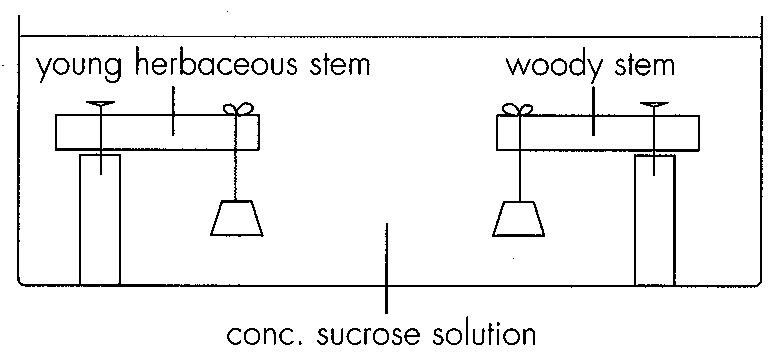 young herbaceous stem
woody stem
conc. sucrose solution